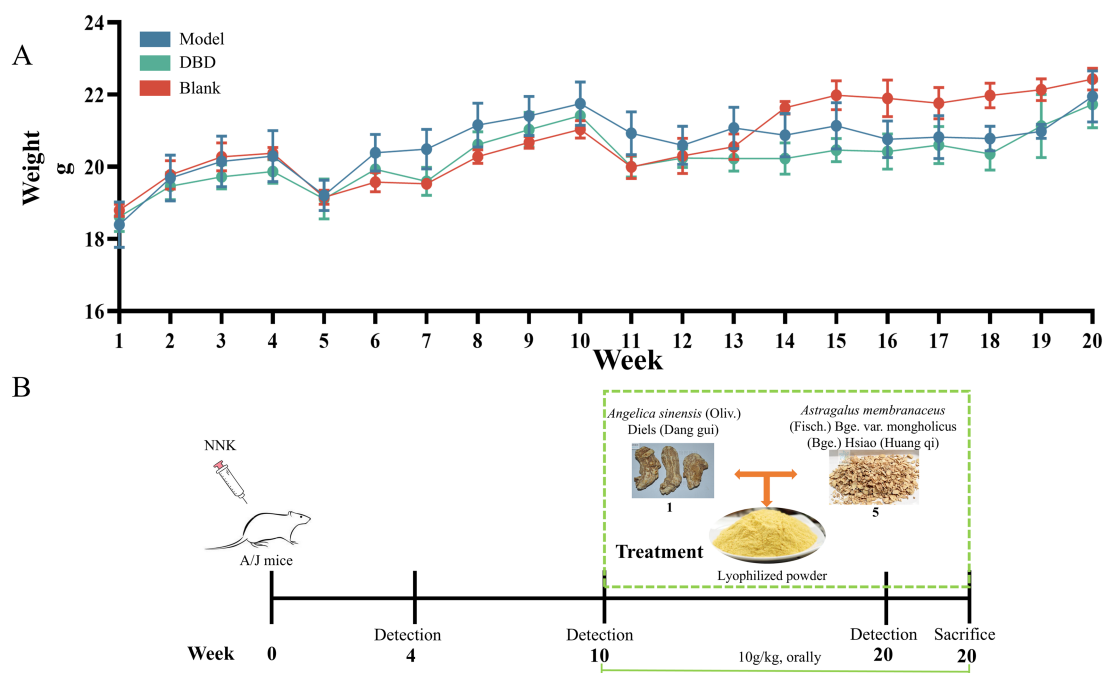 A
Weight
g
24
22
20
18
16
Model
DBD
Blank
1 2 3 4 5 6 7 8 9 10 11 12 13 14 15 16 17 18 19 20
Week
B
NNK
A/J mice
Angelica sinensis (Oliv.)
Diels (Dang gui)
1
Astragalus membranaceus
(Fisch.) Bge. var. mongholicus
(Bge.) Hsiao (Huang qi)
5
Treatment
Lyophilized powder
Detection Detection Detection Sacrifice
Week 0 4 10 10g/kg, orally 20 20